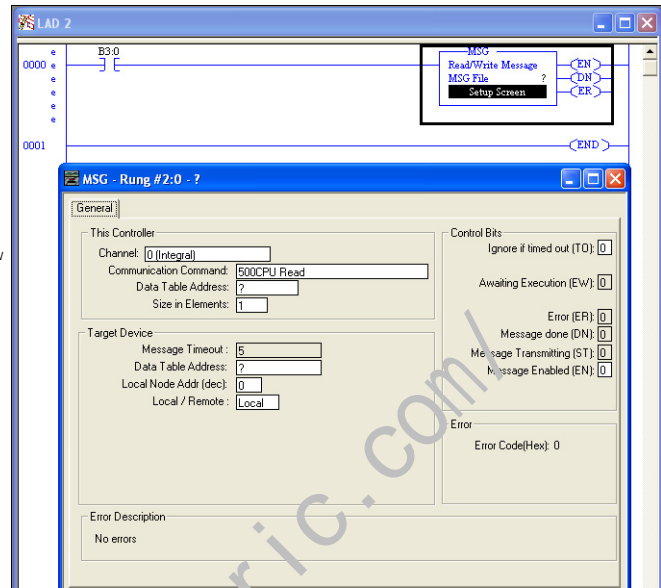 LAD 2
e
0000 e
e
e
e
e
B3:0
MSG
Read/Write Message
MSG File ?
Setup Screen
EN
DN
ER
0001
END
MSG - Rung #2:0 - ?
General
This Controller
Channel: 0 (Integral)
Communication Command: 500CPU Read
Data Table Address: ?
Size in Elements: 1
Target Device
Message Timeout : 5
Data Table Address: ?
Local Node Addr (dec): 0
Local / Remote : Local
Control Bits
Ignore if timed out (TO): 0
Awaiting Execution (EW): 0
Error (ER): 0
Message done (DN): 0
Message Transmitting (ST): 0
Message Enabled (EN): 0
Error
Error Code(Hex): 0
Error Description
No errors
ric.com/